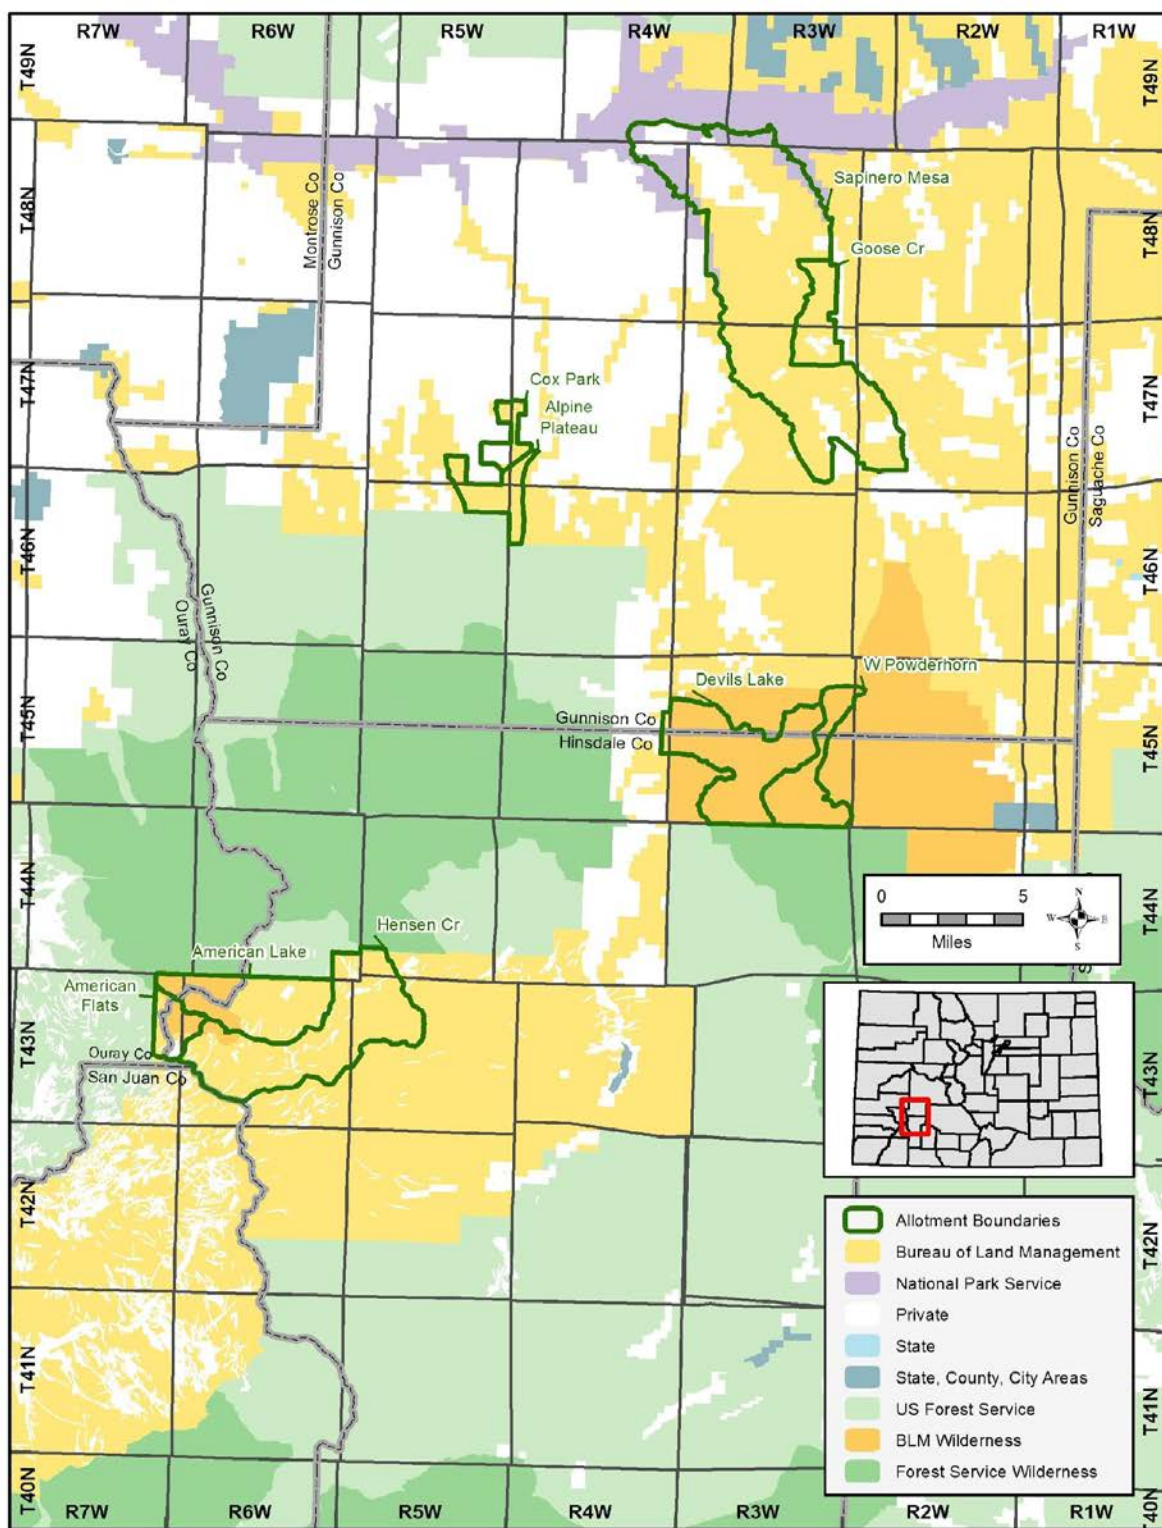 R7W
R6W
R5W
R4W
R3W
R2W
R1W
T49N
T49N
Sapinero Mesa
T48N
Montrose Co
Gunnison Co
T48N
Goose Cr
T47N
Cox Park
Alpine
Plateau
T47N
Gunnison Co
Saguache Co
T46N
T46N
Gunnison Co
Ouray Co
W Powderhorn
Devils Lake
T45N
Gunnison Co
Hinsdale Co
T45N
T44N
0
5
Miles
N
W
E
S
T44N
Hensen Cr
American Lake
American
Flats
T43N
Ouray Co
San Juan Co
T43N
T42N
Allotment Boundaries
Bureau of Land Management
National Park Service
Private
State
State, County, City Areas
US Forest Service
BLM Wilderness
Forest Service Wilderness
T42N
T41N
T41N
T40N
T40N
R7W
R6W
R5W
R4W
R3W
R2W
R1W